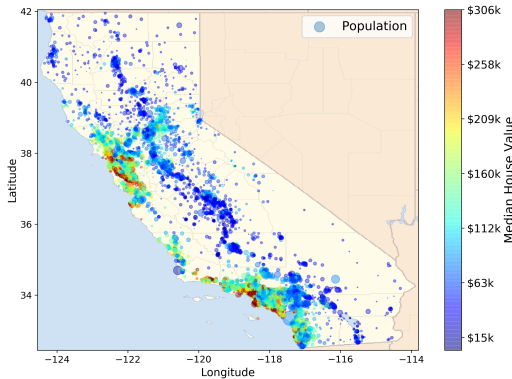 42
40
38
36
34
Latitude
−124
−122
−120
−118
−116
−114
Longitude
Population
$306k
$258k
$209k
$160k
$112k
$63k
$15k
Median House Value